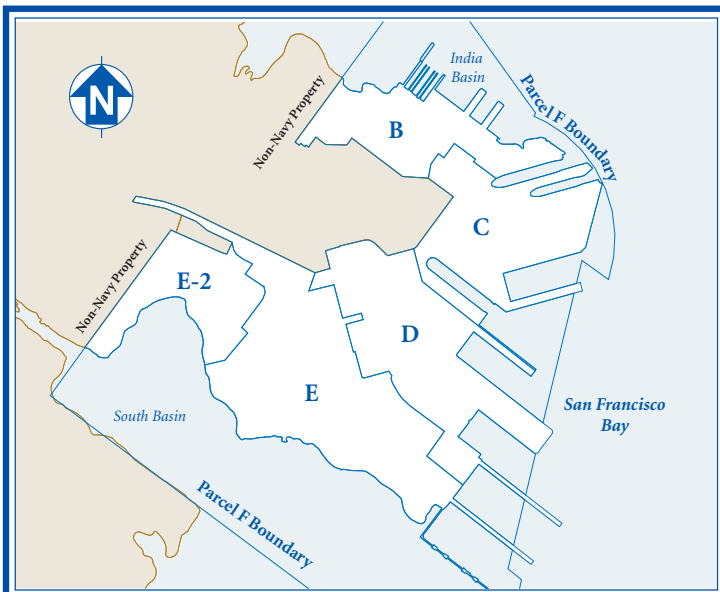 India
Basin
N
Non-Navy Property
Parcel F Boundary
B
C
Non-Navy Property
E-2
D
E
South Basin
San Francisco
Bay
Parcel F Boundary